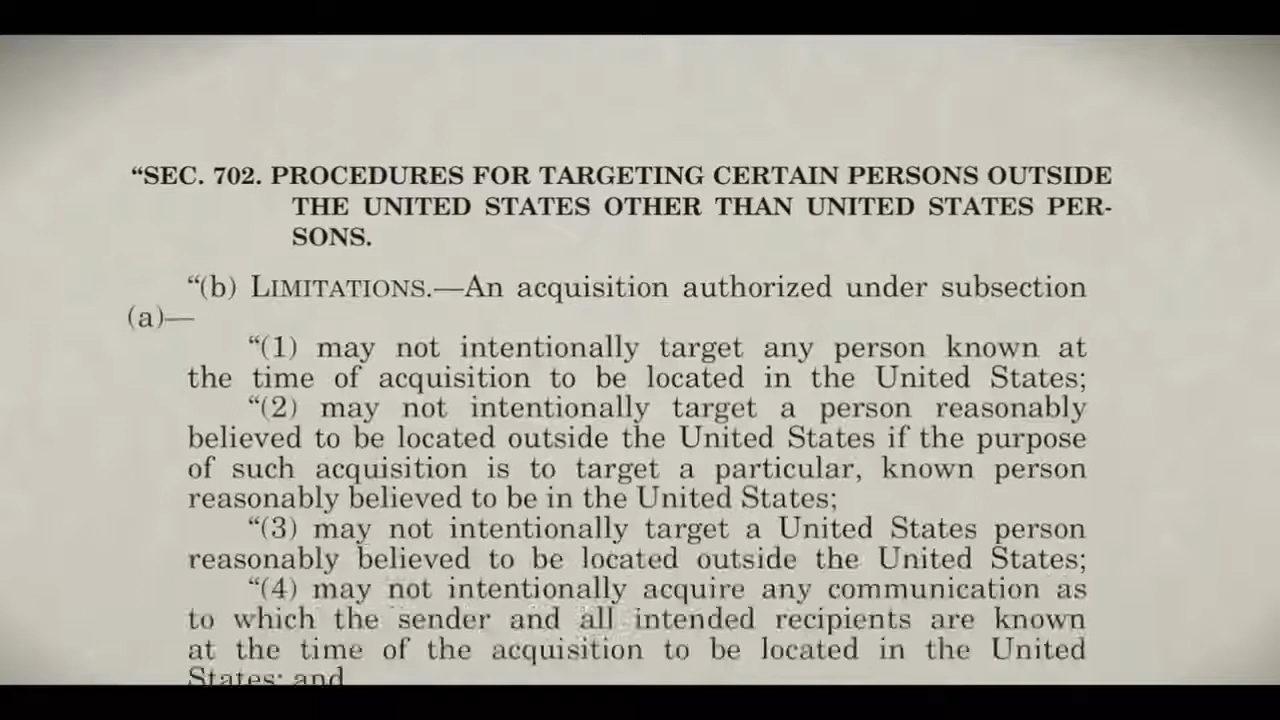 “SEC. 702. PROCEDURES FOR TARGETING CERTAIN PERSONS OUTSIDE
THE UNITED STATES OTHER THAN UNITED STATES PER-
SONS.
“(b) LIMITATIONS.—An acquisition authorized under subsection
(a)—
“(1) may not intentionally target any person known at
the time of acquisition to be located in the United States;
“(2) may not intentionally target a person reasonably
believed to be located outside the United States if the purpose
of such acquisition is to target a particular, known person
reasonably believed to be in the United States;
“(3) may not intentionally target a United States person
reasonably believed to be located outside the United States;
“(4) may not intentionally acquire any communication as
to which the sender and all intended recipients are known
at the time of the acquisition to be located in the United
States; and